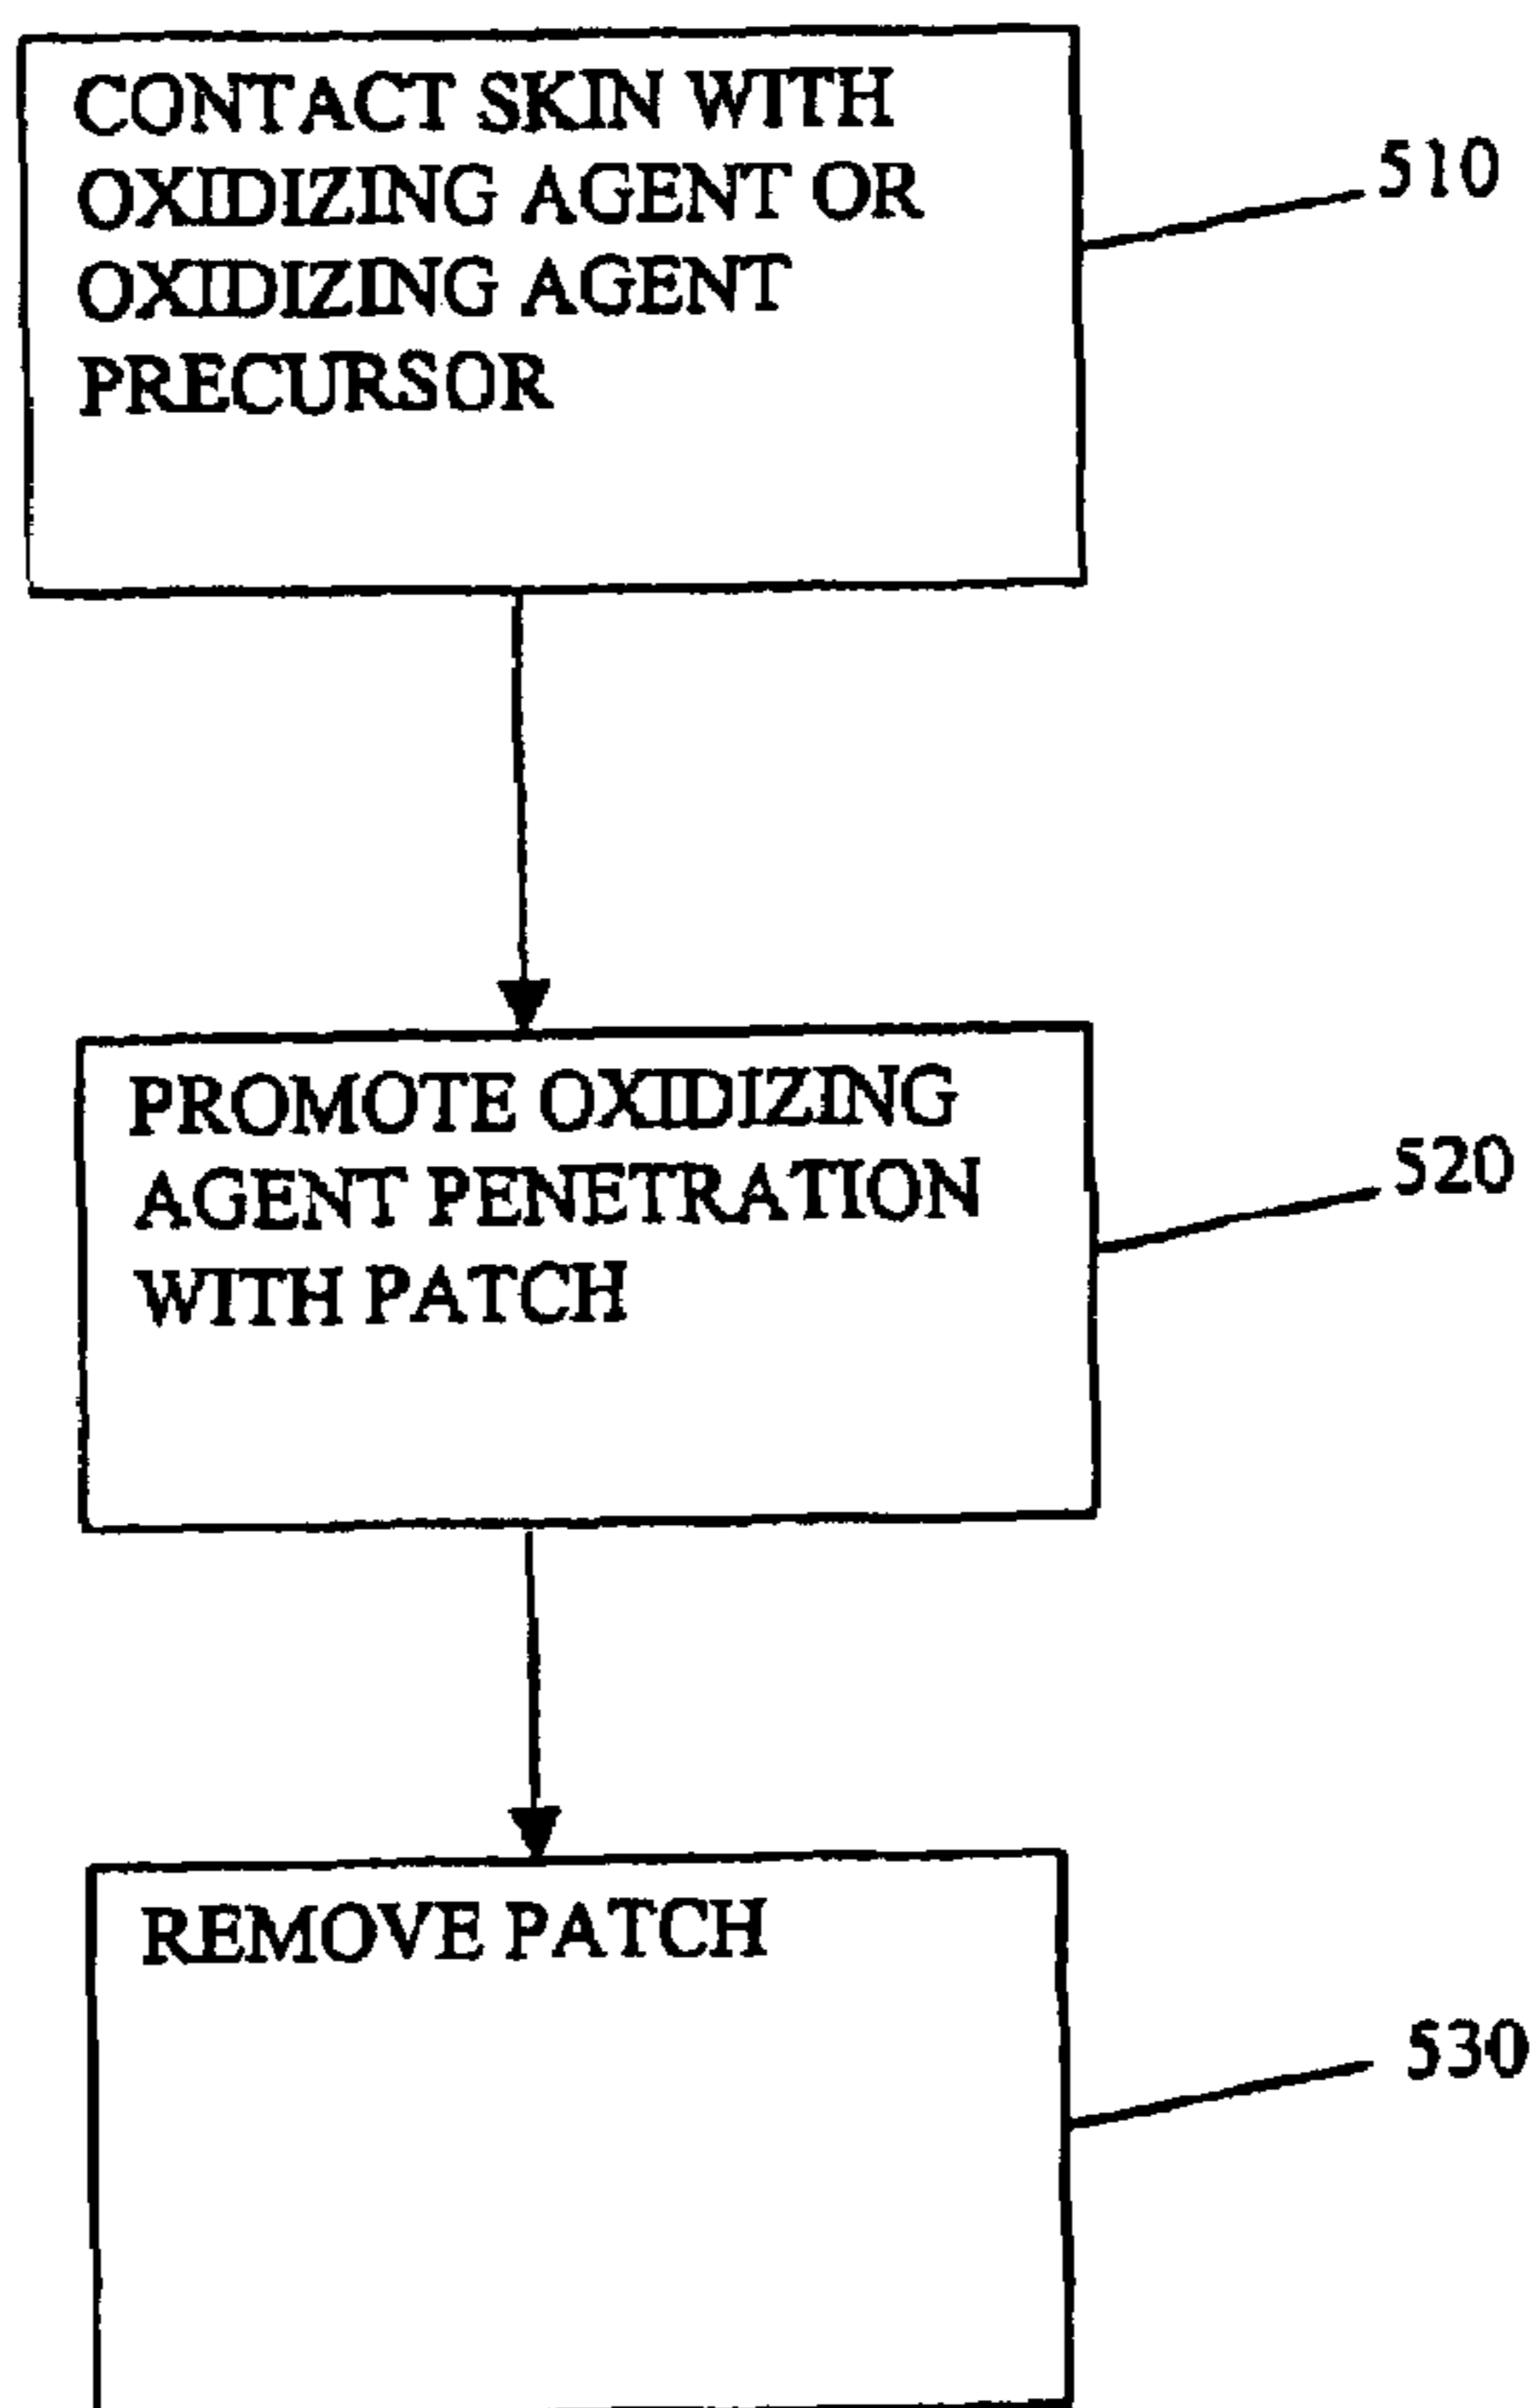 CONTACT SKIN WITH
OXIDIZING AGENT OR
OXIDIZING AGENT
PRECURSOR
510
PROMOTE OXIDIZING
AGENT PENETRATION
WITH PATCH
520
REMOVE PATCH
530